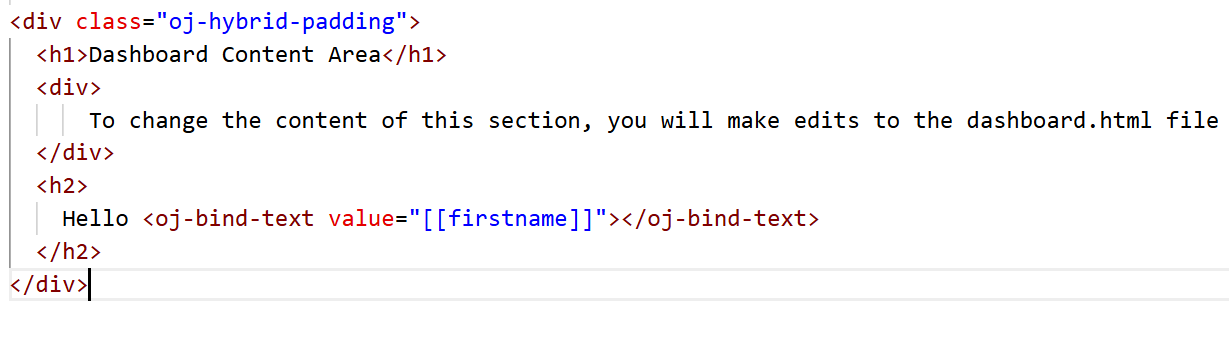 <div class="oj-hybrid-padding">
  <h1>Dashboard Content Area</h1>
  <div>
      To change the content of this section, you will make edits to the dashboard.html file
  </div>
  <h2>
    Hello <oj-bind-text value="[[firstname]]"></oj-bind-text>
  </h2>
</div>